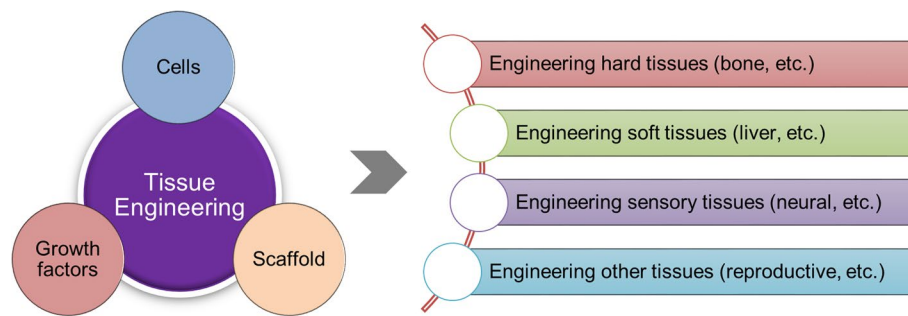 Cells
Tissue
Engineering
Growth
factors
Scaffold
Engineering hard tissues (bone, etc.)
Engineering soft tissues (liver, etc.)
Engineering sensory tissues (neural, etc.)
Engineering other tissues (reproductive, etc.)